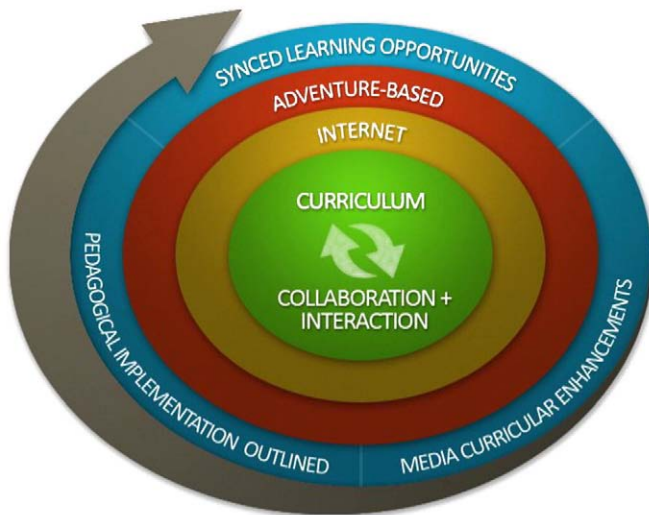 SYNCED LEARNING OPPORTUNITIES
ADVENTURE-BASED
INTERNET
CURRICULUM
COLLABORATION +
INTERACTION
PEDAGOGICAL IMPLEMENTATION OUTLINED
MEDIA CURRICULAR ENHANCEMENTS